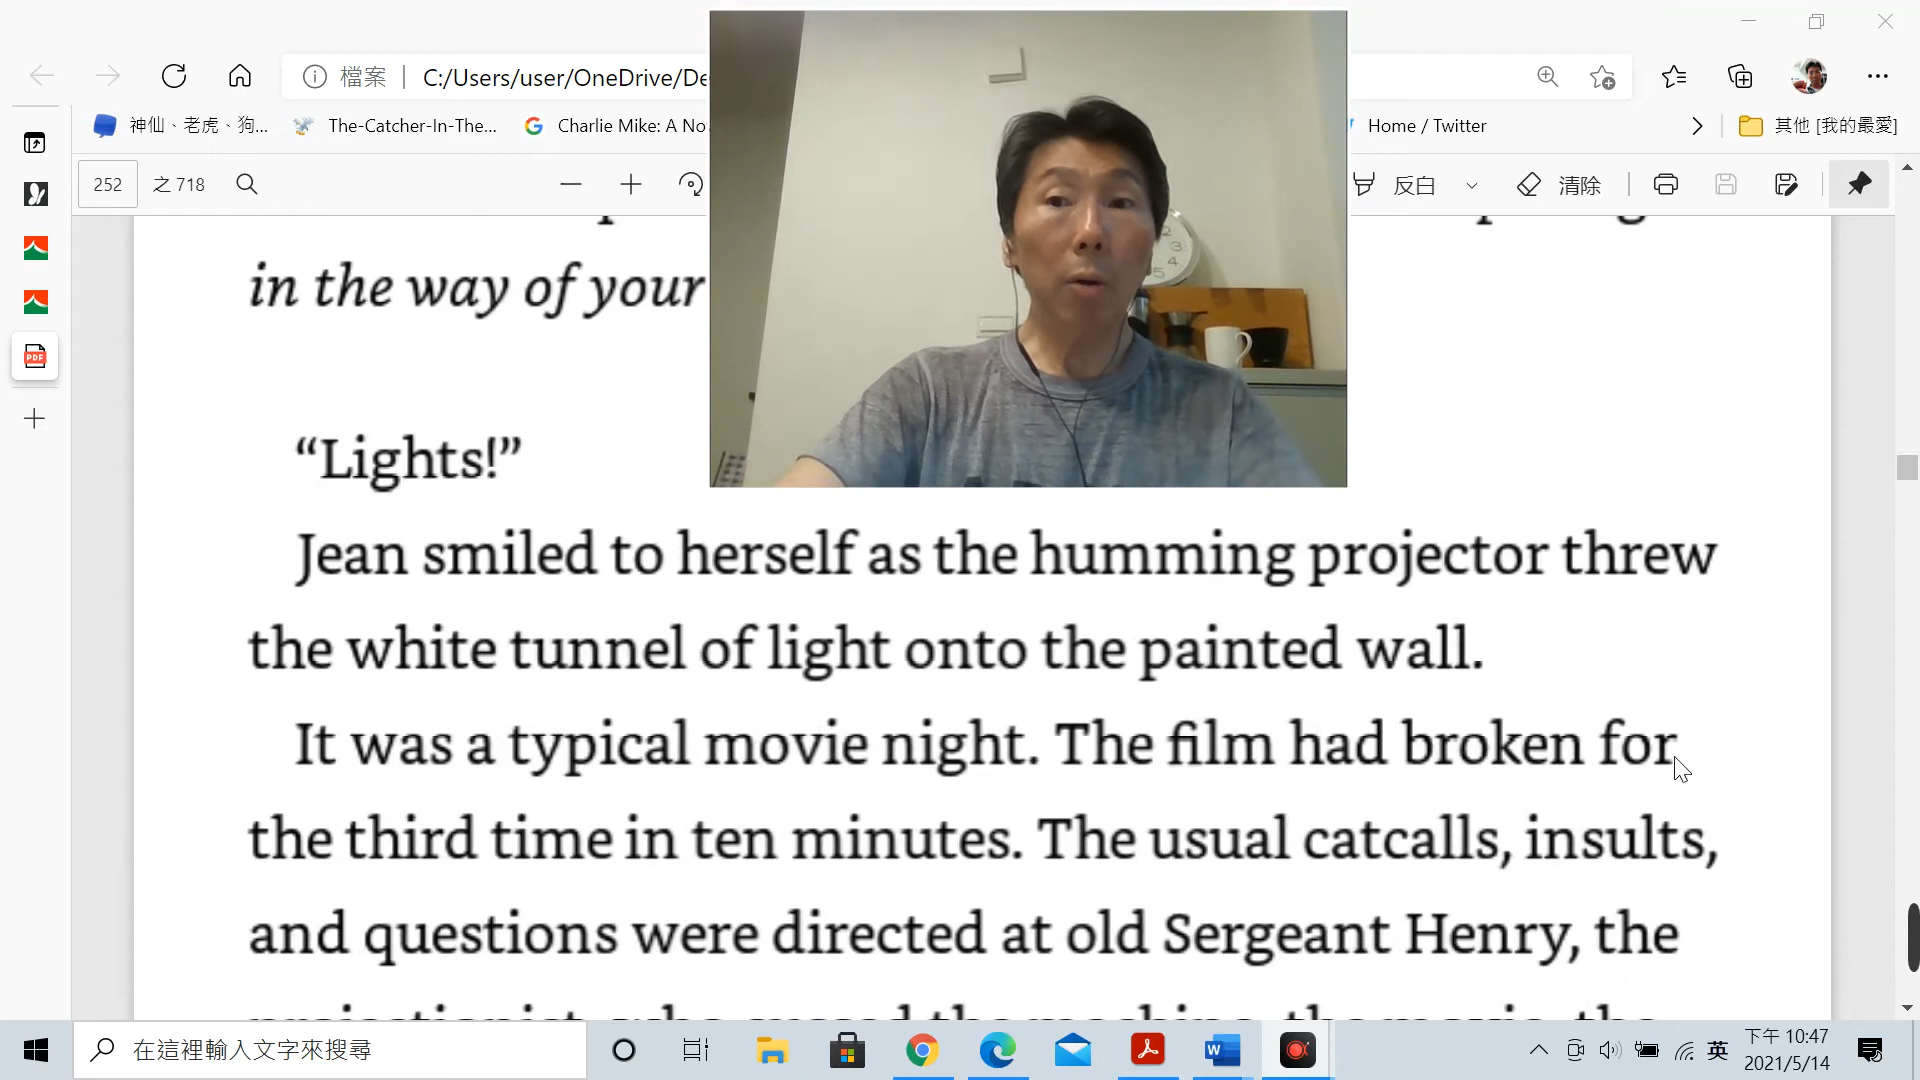 檔案
C:/Users/user/OneDrive/De
神仙、老虎、狗...
The-Catcher-In-The...
Charlie Mike: A No
Home / Twitter
其他 [我的最愛]
252
之 718
反白
清除
in the way of your
“Lights!”
Jean smiled to herself as the humming projector threw
the white tunnel of light onto the painted wall.
It was a typical movie night. The film had broken for
the third time in ten minutes. The usual catcalls, insults,
and questions were directed at old Sergeant Henry, the
PDF
3
4
5
在這裡輸入文字來搜尋
英
下午 10:47
2021/5/14